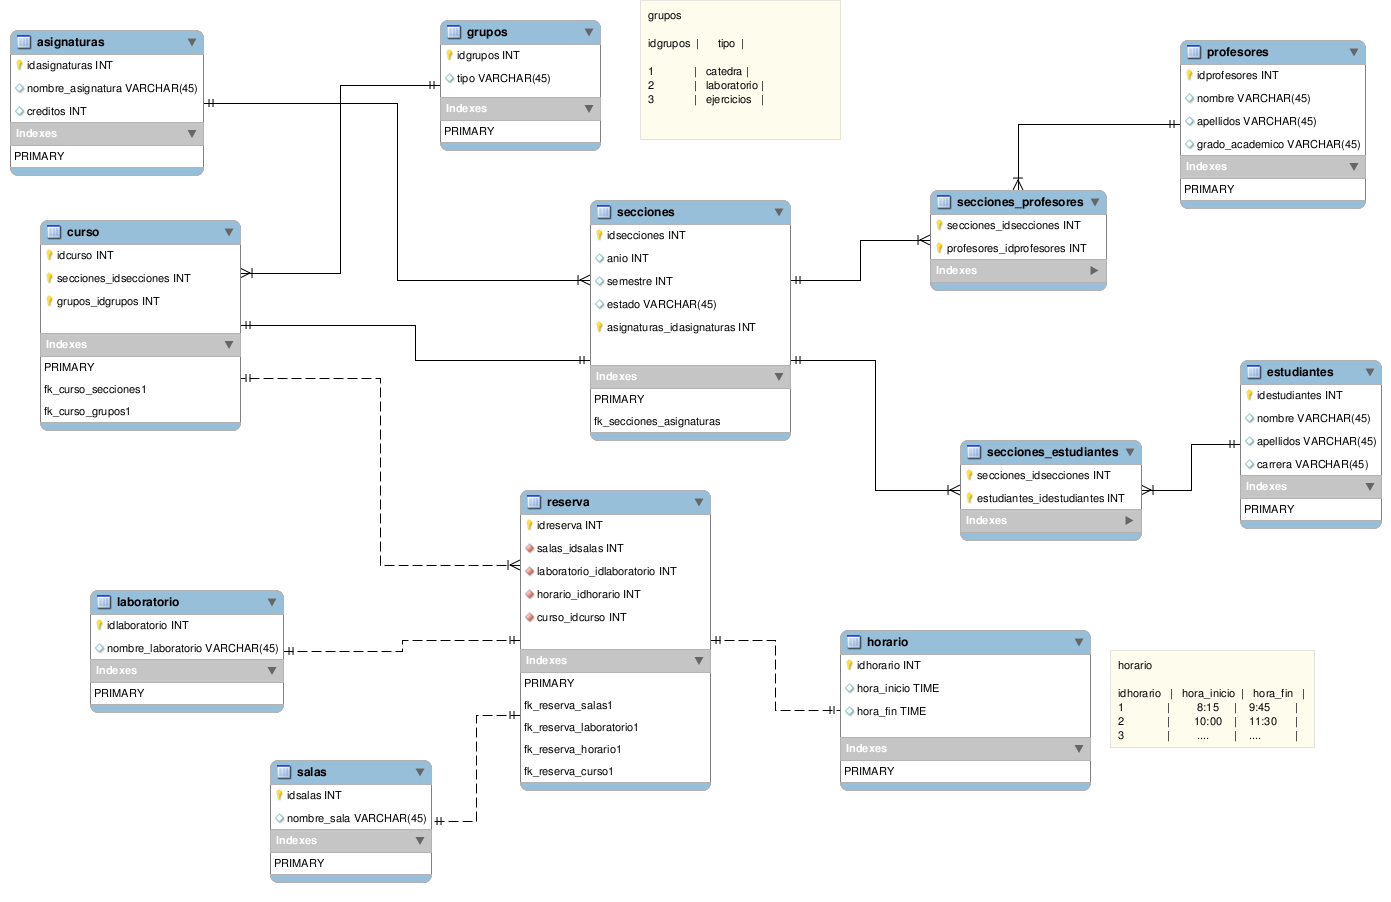 asignaturas
idasignaturas INT
nombre_asignatura VARCHAR(45)
creditos INT
Indexes
PRIMARY
grupos
idgrupos INT
tipo VARCHAR(45)
Indexes
PRIMARY
grupos
idgrupos | tipo |
1 | catedra |
2 | laboratorio |
3 | ejercicios |
profesores
idprofesores INT
nombre VARCHAR(45)
apellidos VARCHAR(45)
grado_academico VARCHAR(45)
Indexes
PRIMARY
curso
idcurso INT
secciones_idsecciones INT
grupos_idgrupos INT
Indexes
PRIMARY
fk_curso_secciones1
fk_curso_grupos1
secciones
idsecciones INT
anio INT
semestre INT
estado VARCHAR(45)
asignaturas_idasignaturas INT
Indexes
PRIMARY
fk_secciones_asignaturas
secciones_profesores
secciones_idsecciones INT
profesores_idprofesores INT
Indexes
estudiantes
idestudiantes INT
nombre VARCHAR(45)
apellidos VARCHAR(45)
carrera VARCHAR(45)
Indexes
PRIMARY
secciones_estudiantes
secciones_idsecciones INT
estudiantes_idestudiantes INT
Indexes
reserva
idreserva INT
salas_idsalas INT
laboratorio_idlaboratorio INT
horario_idhorario INT
curso_idcurso INT
Indexes
PRIMARY
fk_reserva_salas1
fk_reserva_laboratorio1
fk_reserva_horario1
fk_reserva_curso1
laboratorio
idlaboratorio INT
nombre_laboratorio VARCHAR(45)
Indexes
PRIMARY
horario
idhorario INT
hora_inicio TIME
hora_fin TIME
Indexes
PRIMARY
horario
idhorario | hora_inicio | hora_fin |
1 | 8:15 | 9:45 |
2 | 10:00 | 11:30 |
3 | .... | .... |
salas
idsalas INT
nombre_sala VARCHAR(45)
Indexes
PRIMARY